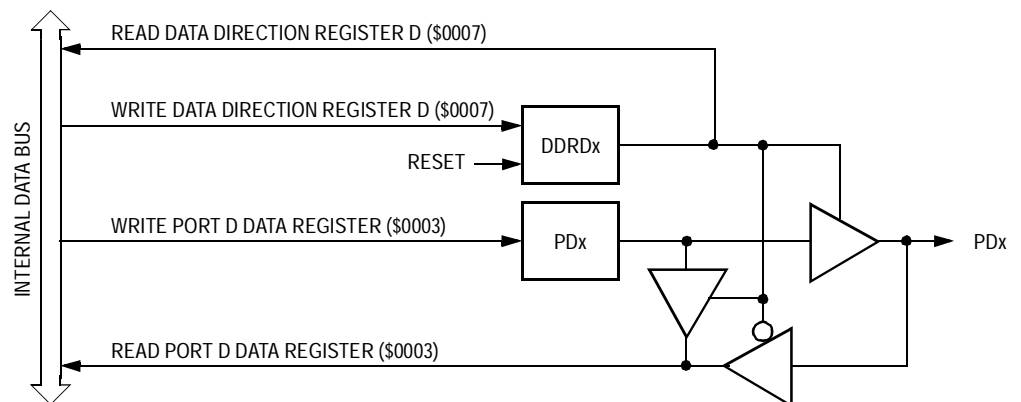 READ DATA DIRECTION REGISTER D ($0007)
WRITE DATA DIRECTION REGISTER D ($0007)
DDRDx
RESET
INTERNAL DATA BUS
WRITE PORT D DATA REGISTER ($0003)
PDx
PDx
READ PORT D DATA REGISTER ($0003)